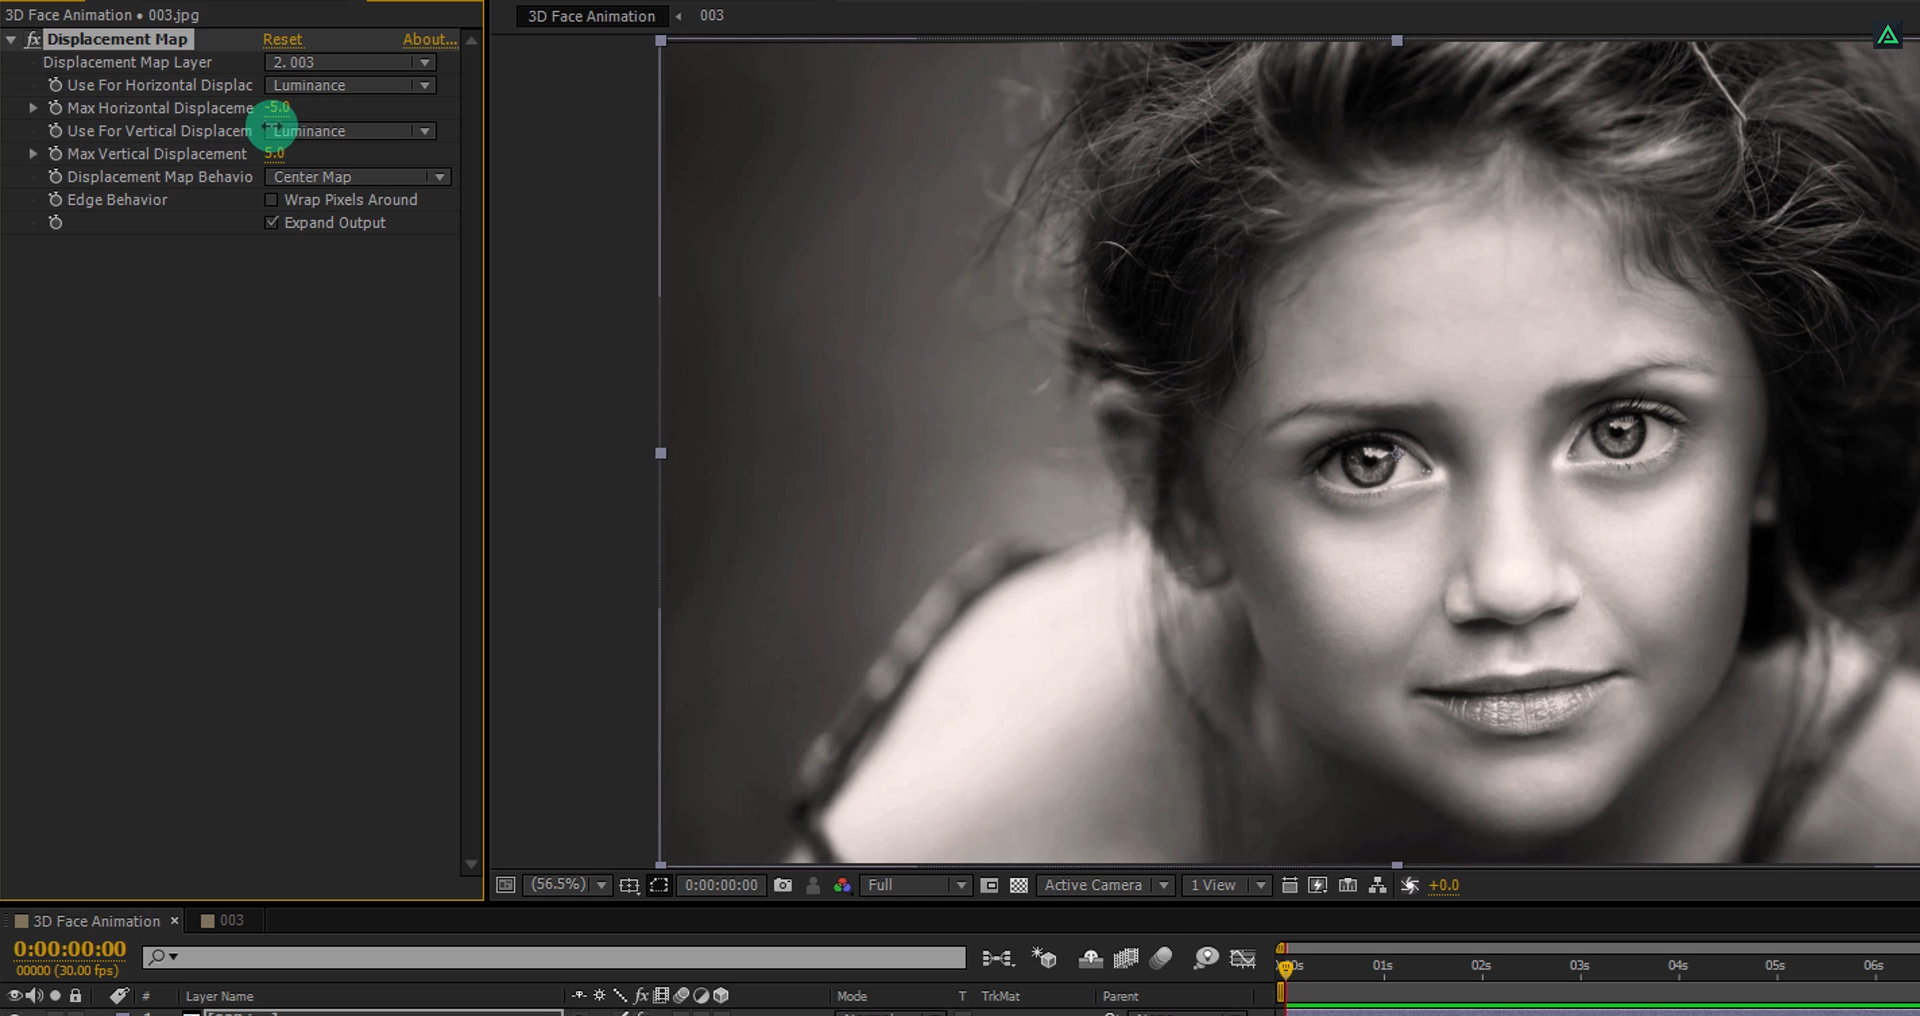 3D Face Animation • 003.jpg
fx Displacement Map Reset About...
Displacement Map Layer 2. 003
Use For Horizontal Displac Luminance
Max Horizontal Displaceme -5.0
Use For Vertical Displacem Luminance
Max Vertical Displacement 5.0
Displacement Map Behavio Center Map
Edge Behavior Wrap Pixels Around
Expand Output
3D Face Animation 003
(56.5%) 0:00:00:00 Full Active Camera 1 View +0.0
3D Face Animation × 003
0:00:00:00
00000 (30.00 fps)
# Layer Name fx Mode T TrkMat Parent
01s 02s 03s 04s 05s 06s